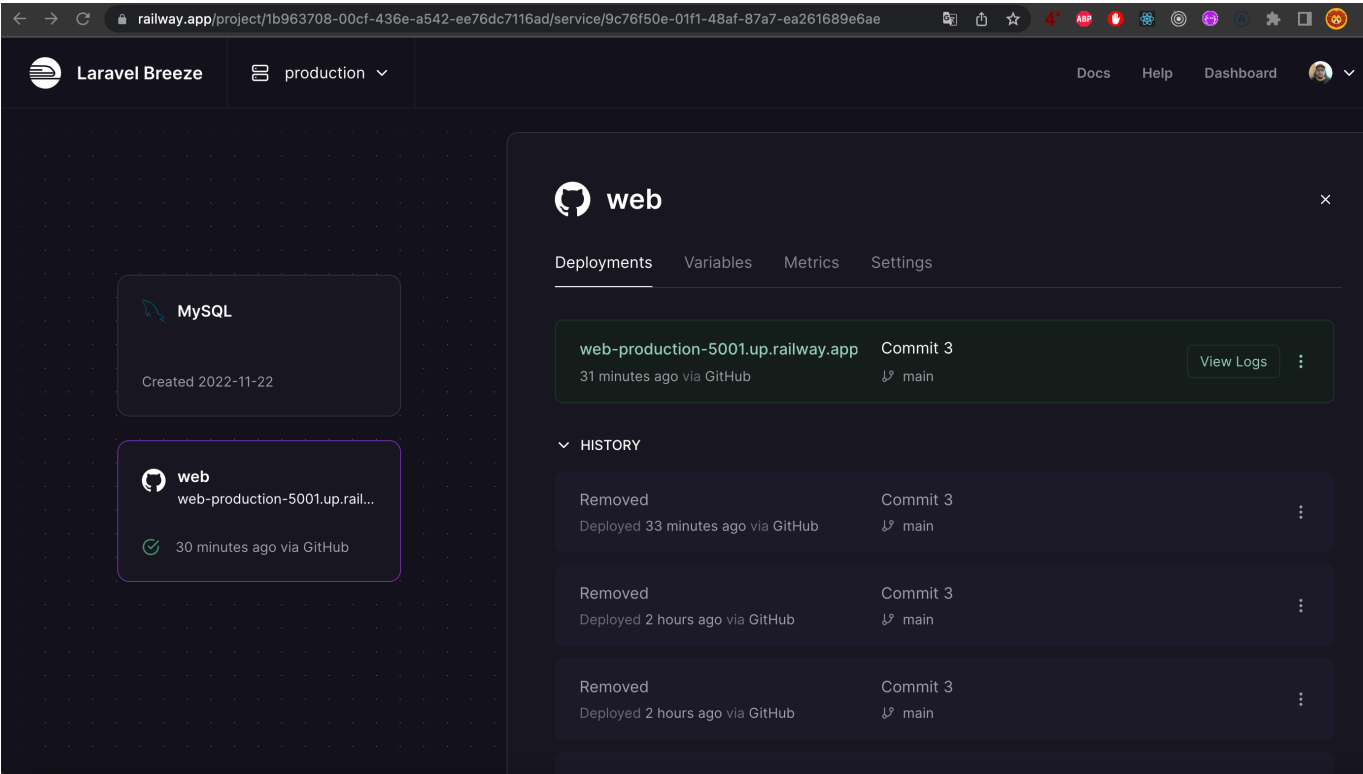 railway.app/project/1b963708-00cf-436e-a542-ee76dc7116ad/service/9c76f50e-01f1-48af-87a7-ea261689e6ae
4+
ABP
Laravel Breeze
production
Docs
Help
Dashboard
MySQL
Created 2022-11-22
web
web-production-5001.up.rail...
30 minutes ago via GitHub
web
Deployments
Variables
Metrics
Settings
web-production-5001.up.railway.app
Commit 3
31 minutes ago via GitHub
main
View Logs
HISTORY
Removed
Commit 3
Deployed 33 minutes ago via GitHub
main
Removed
Commit 3
Deployed 2 hours ago via GitHub
main
Removed
Commit 3
Deployed 2 hours ago via GitHub
main